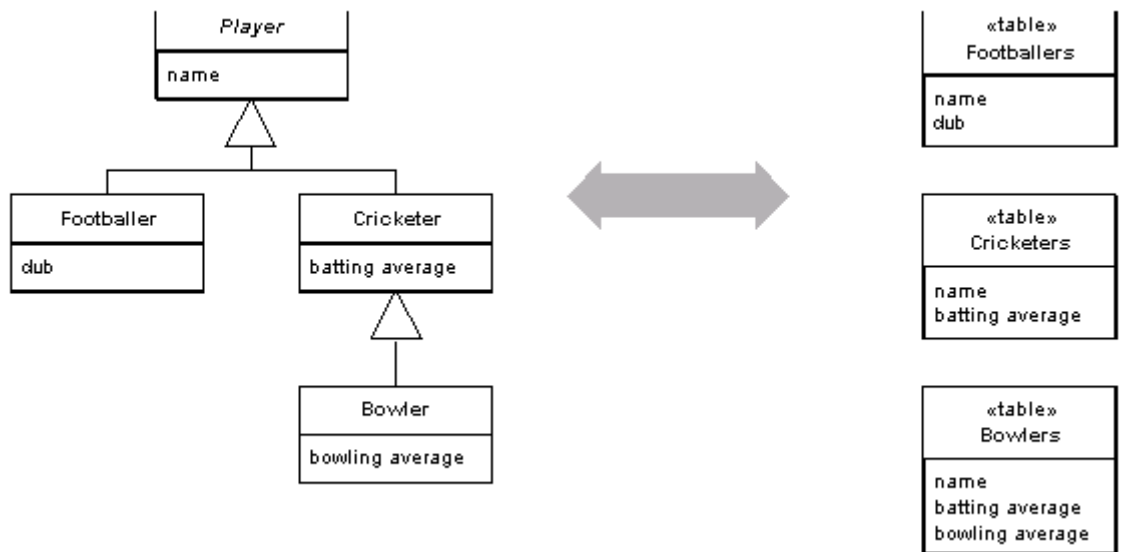 Player
name
Footballer
club
Cricketer
batting average
Bowler
bowling average
«table»
Footballers
name
club
«table»
Cricketers
name
batting average
«table»
Bowlers
name
batting average
bowling average